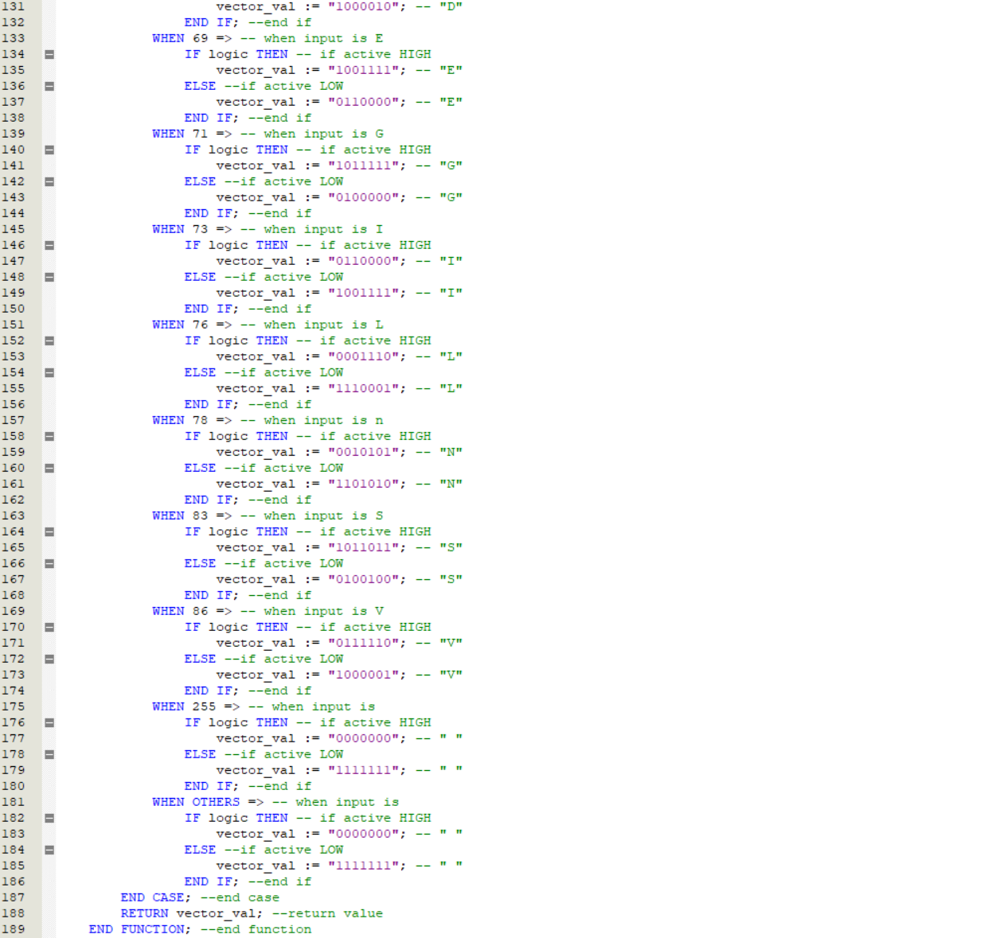 131 vector_val := "1000010"; -- "D"
132 END IF; --end if
133 WHEN 69 => -- when input is E
134 IF logic THEN -- if active HIGH
135 vector_val := "1001111"; -- "E"
136 ELSE --if active LOW
137 vector_val := "0110000"; -- "E"
138 END IF; --end if
139 WHEN 71 => -- when input is G
140 IF logic THEN -- if active HIGH
141 vector_val := "1011111"; -- "G"
142 ELSE --if active LOW
143 vector_val := "0100000"; -- "G"
144 END IF; --end if
145 WHEN 73 => -- when input is I
146 IF logic THEN -- if active HIGH
147 vector_val := "0110000"; -- "I"
148 ELSE --if active LOW
149 vector_val := "1001111"; -- "I"
150 END IF; --end if
151 WHEN 76 => -- when input is L
152 IF logic THEN -- if active HIGH
153 vector_val := "0001110"; -- "L"
154 ELSE --if active LOW
155 vector_val := "1110001"; -- "L"
156 END IF; --end if
157 WHEN 78 => -- when input is n
158 IF logic THEN -- if active HIGH
159 vector_val := "0010101"; -- "N"
160 ELSE --if active LOW
161 vector_val := "1101010"; -- "N"
162 END IF; --end if
163 WHEN 83 => -- when input is S
164 IF logic THEN -- if active HIGH
165 vector_val := "1011011"; -- "S"
166 ELSE --if active LOW
167 vector_val := "0100100"; -- "S"
168 END IF; --end if
169 WHEN 86 => -- when input is V
170 IF logic THEN -- if active HIGH
171 vector_val := "0111110"; -- "V"
172 ELSE --if active LOW
173 vector_val := "1000001"; -- "V"
174 END IF; --end if
175 WHEN 255 => -- when input is
176 IF logic THEN -- if active HIGH
177 vector_val := "0000000"; -- " "
178 ELSE --if active LOW
179 vector_val := "1111111"; -- " "
180 END IF; --end if
181 WHEN OTHERS => -- when input is
182 IF logic THEN -- if active HIGH
183 vector_val := "0000000"; -- " "
184 ELSE --if active LOW
185 vector_val := "1111111"; -- " "
186 END IF; --end if
187 END CASE; --end case
188 RETURN vector_val; --return value
189 END FUNCTION; --end function